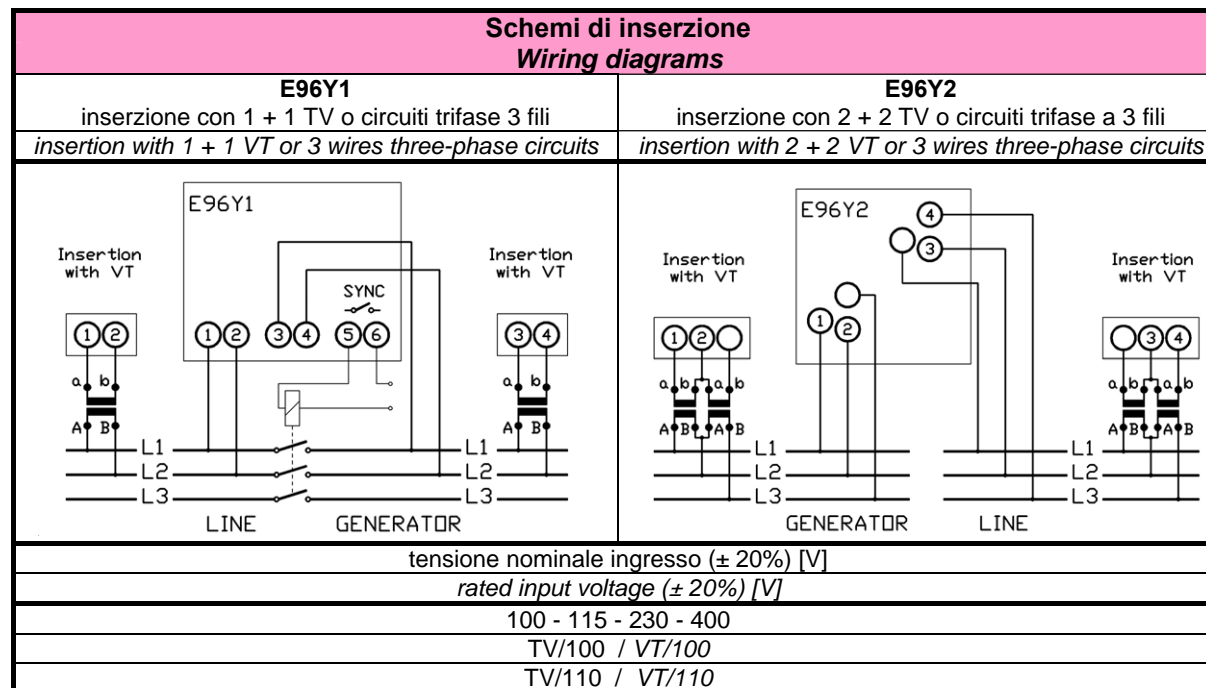 Schemi di inserzione
Wiring diagrams
E96Y1
inserzione con 1 + 1 TV o circuiti trifase 3 fili
insertion with 1 + 1 VT or 3 wires three-phase circuits
E96Y2
inserzione con 2 + 2 TV o circuiti trifase a 3 fili
insertion with 2 + 2 VT or 3 wires three-phase circuits
E96Y1
Insertion
with VT
Insertion
with VT
SYNC
1 2
1 2 3 4 5 6
3 4
a b
a b
A B
A B
L1 L1
L2 L2
L3 L3
LINE GENERATOR
E96Y2
4
3
Insertion
with VT
Insertion
with VT
1
2
1 2
3 4
a b a b
a b a b
A B A B
A B A B
L1 L1
L2 L2
L3 L3
GENERATOR LINE
tensione nominale ingresso (± 20%) [V]
rated input voltage (± 20%) [V]
100 - 115 - 230 - 400
TV/100 / VT/100
TV/110 / VT/110